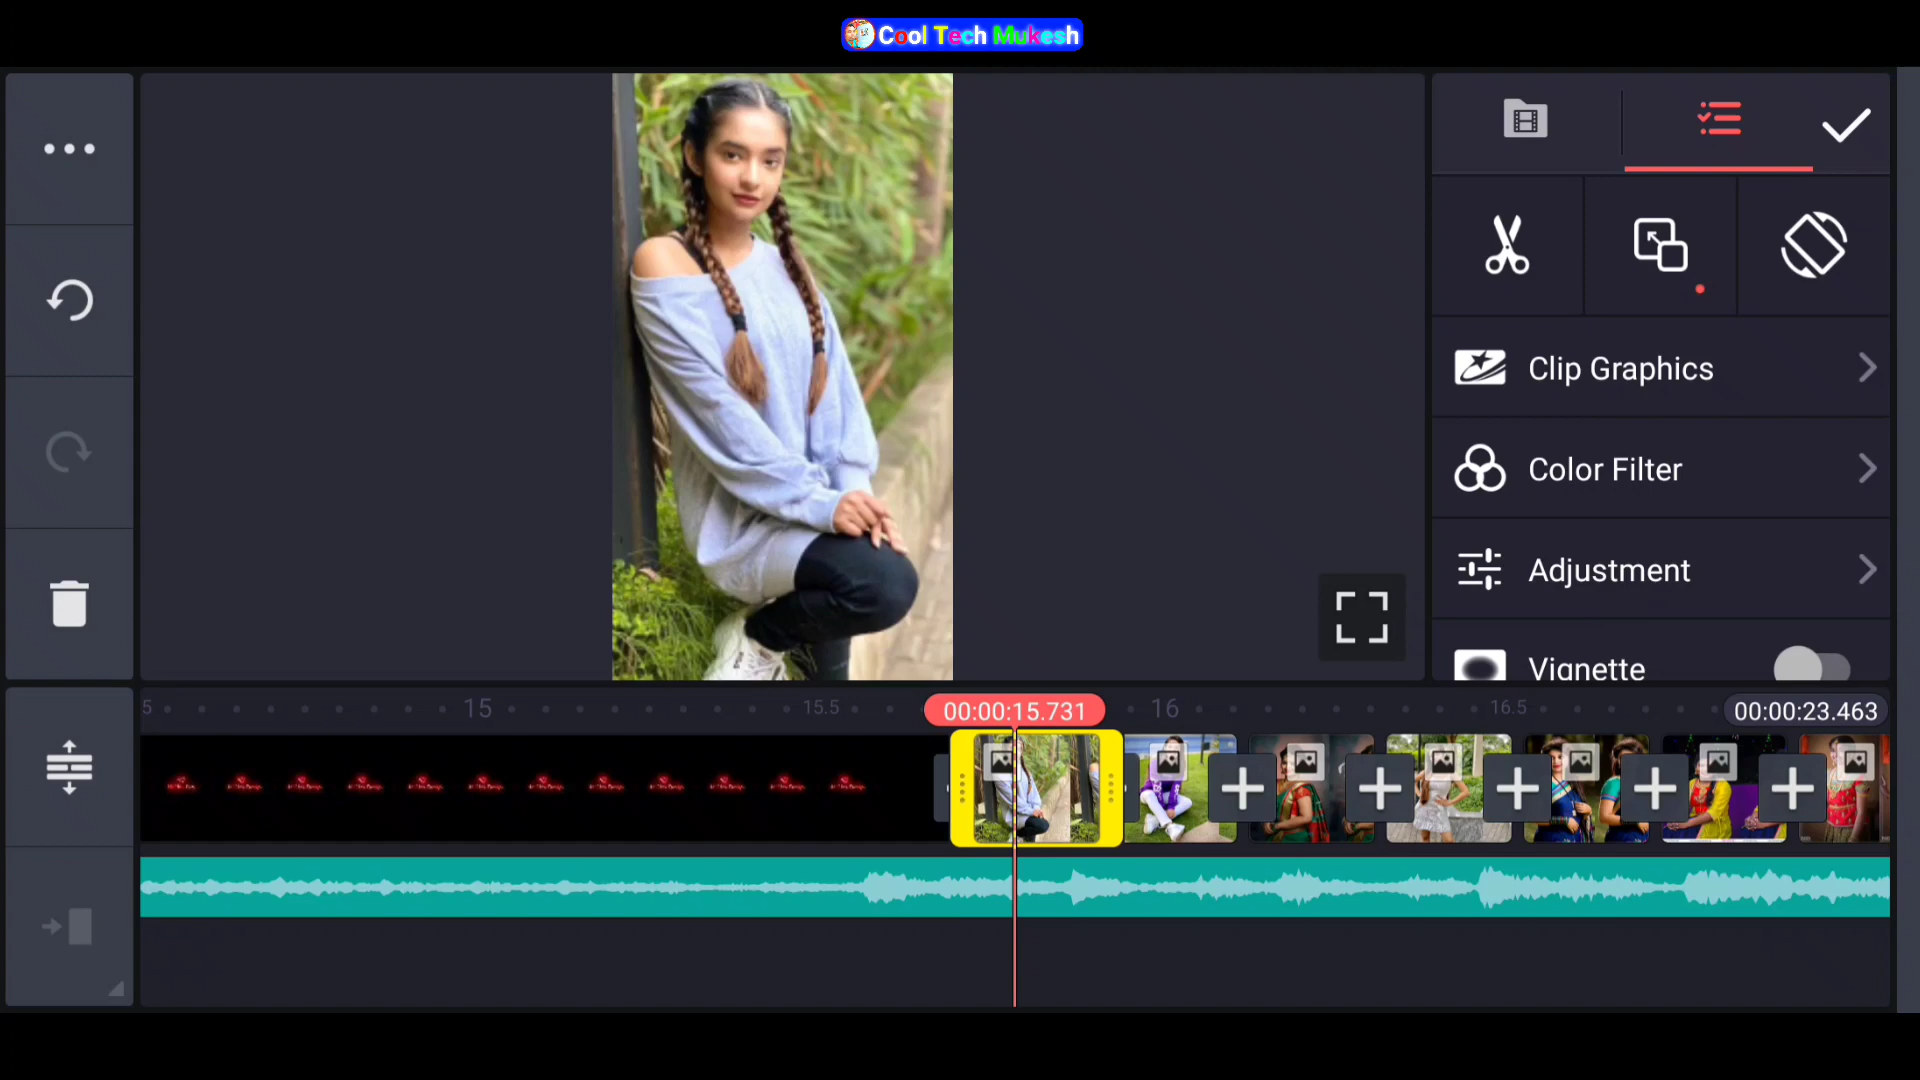 Cool Tech Mukesh
Clip Graphics
Color Filter
Adjustment
Vignette
5
15
15.5
00:00:15.731
16
16.5
00:00:23.463